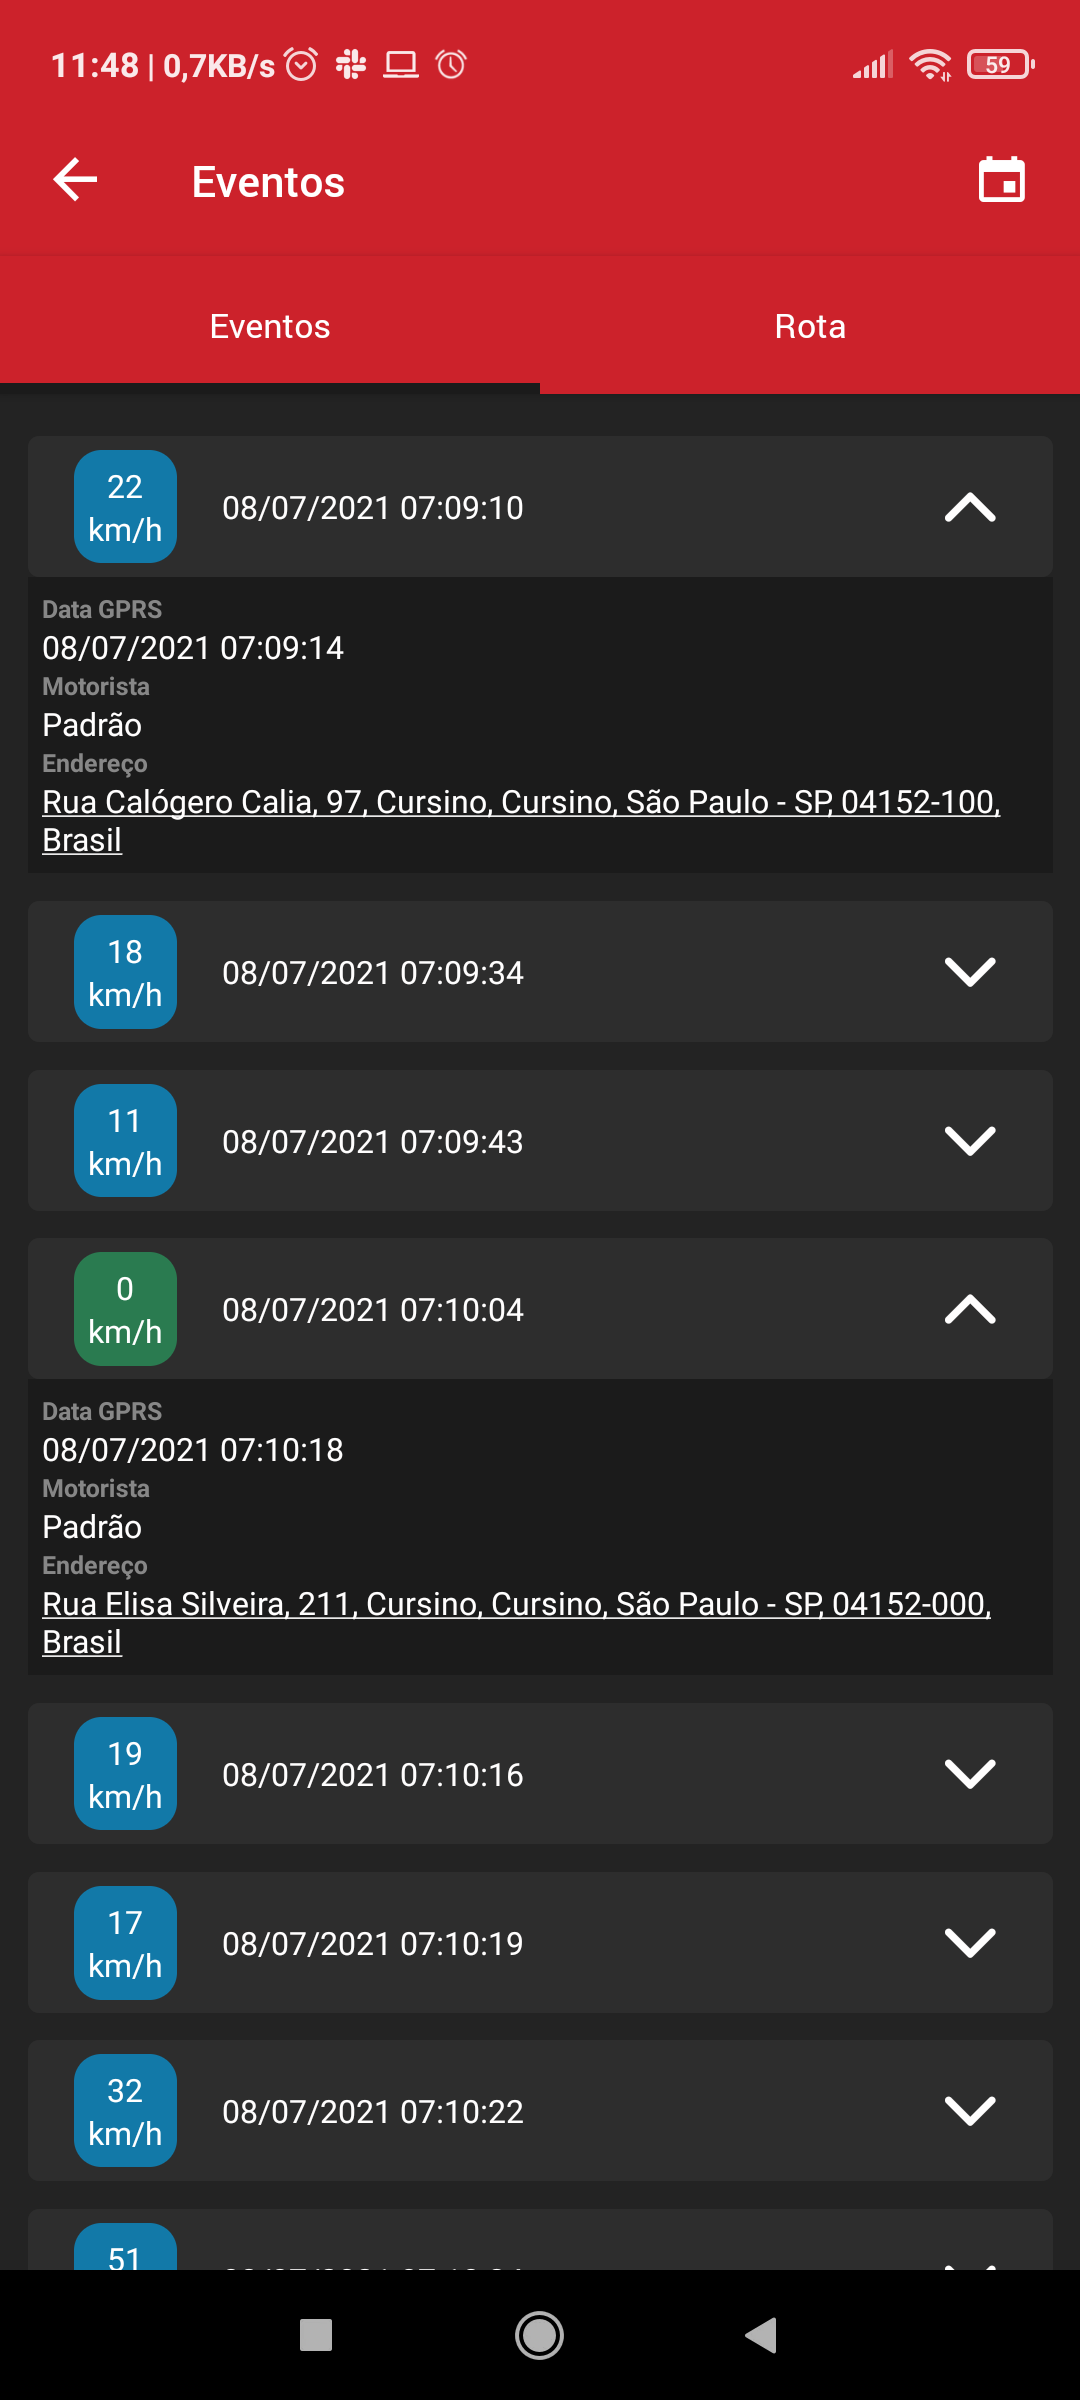 11:48 | 0,7KB/s
59
Eventos
Eventos
Rota
22
km/h
08/07/2021 07:09:10
Data GPRS
08/07/2021 07:09:14
Motorista
Padrão
Endereço
Rua Calógero Calia, 97, Cursino, Cursino, São Paulo - SP, 04152-100,
Brasil
18
km/h
08/07/2021 07:09:34
11
km/h
08/07/2021 07:09:43
0
km/h
08/07/2021 07:10:04
Data GPRS
08/07/2021 07:10:18
Motorista
Padrão
Endereço
Rua Elisa Silveira, 211, Cursino, Cursino, São Paulo - SP, 04152-000,
Brasil
19
km/h
08/07/2021 07:10:16
17
km/h
08/07/2021 07:10:19
32
km/h
08/07/2021 07:10:22
51